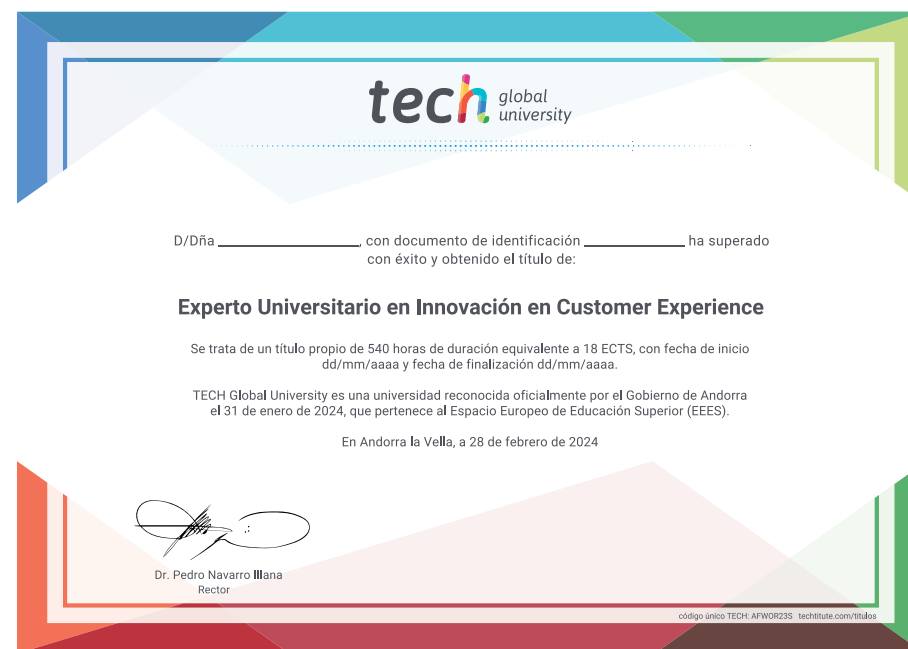 tech global university
D/Dña ____________________, con documento de identificación ______________ ha superado
con éxito y obtenido el título de:
Experto Universitario en Innovación en Customer Experience
Se trata de un título propio de 540 horas de duración equivalente a 18 ECTS, con fecha de inicio
dd/mm/aaaa y fecha de finalización dd/mm/aaaa.
TECH Global University es una universidad reconocida oficialmente por el Gobierno de Andorra
el 31 de enero de 2024, que pertenece al Espacio Europeo de Educación Superior (EEES).
En Andorra la Vella, a 28 de febrero de 2024
Dr. Pedro Navarro Illana
Rector
código único TECH: AFWOR23S techtitute.com/titulos